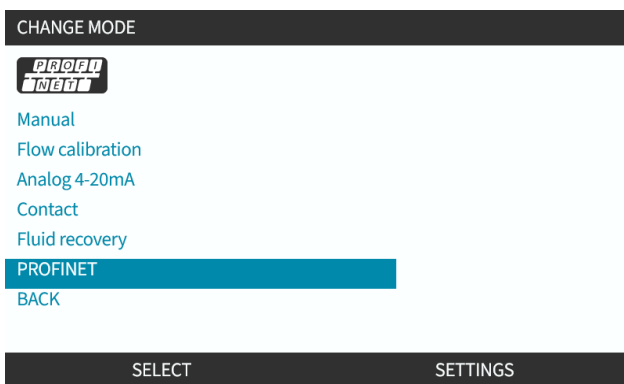 CHANGE MODE
PROFI
NET
Manual
Flow calibration
Analog 4-20mA
Contact
Fluid recovery
PROFINET
BACK
SELECT SETTINGS